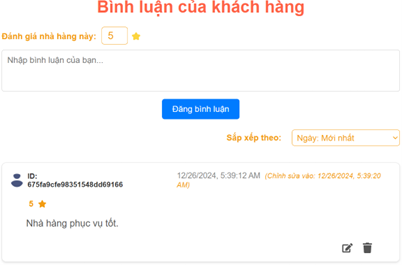 Bình luận của khách hàng
Đánh giá nhà hàng này: 5
Nhập bình luận của bạn...
Đăng bình luận
Sắp xếp theo: Ngày: Mới nhất
ID: 12/26/2024, 5:39:12 AM (Chỉnh sửa vào: 12/26/2024, 5:39:20
675fa9cfe98351548dd69166 AM)
5
Nhà hàng phục vụ tốt.